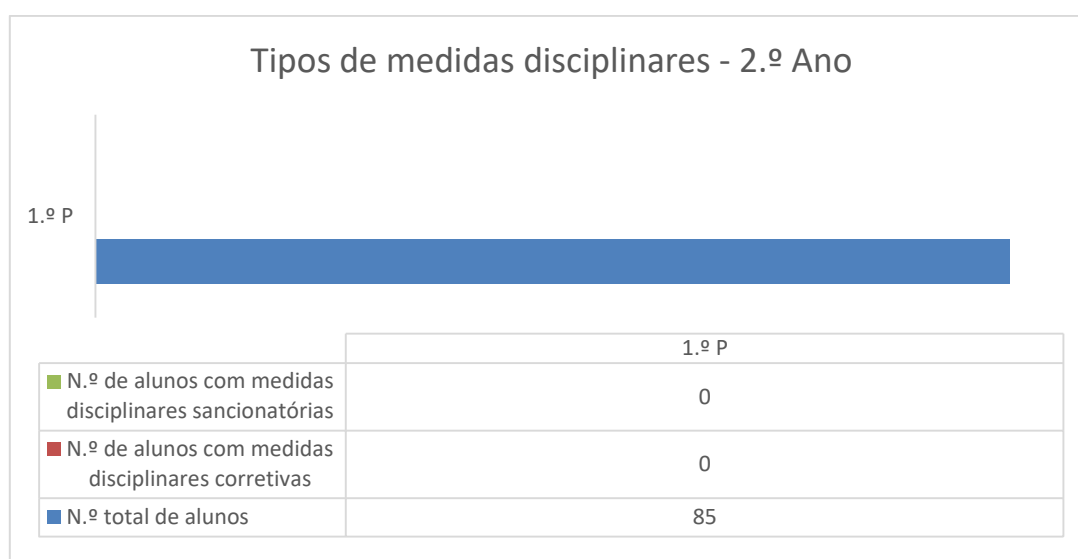 Tipos de medidas disciplinares - 2.º Ano
1.º P
1.º P
N.º de alunos com medidas
disciplinares sancionatórias
0
N.º de alunos com medidas
disciplinares corretivas
0
N.º total de alunos
85